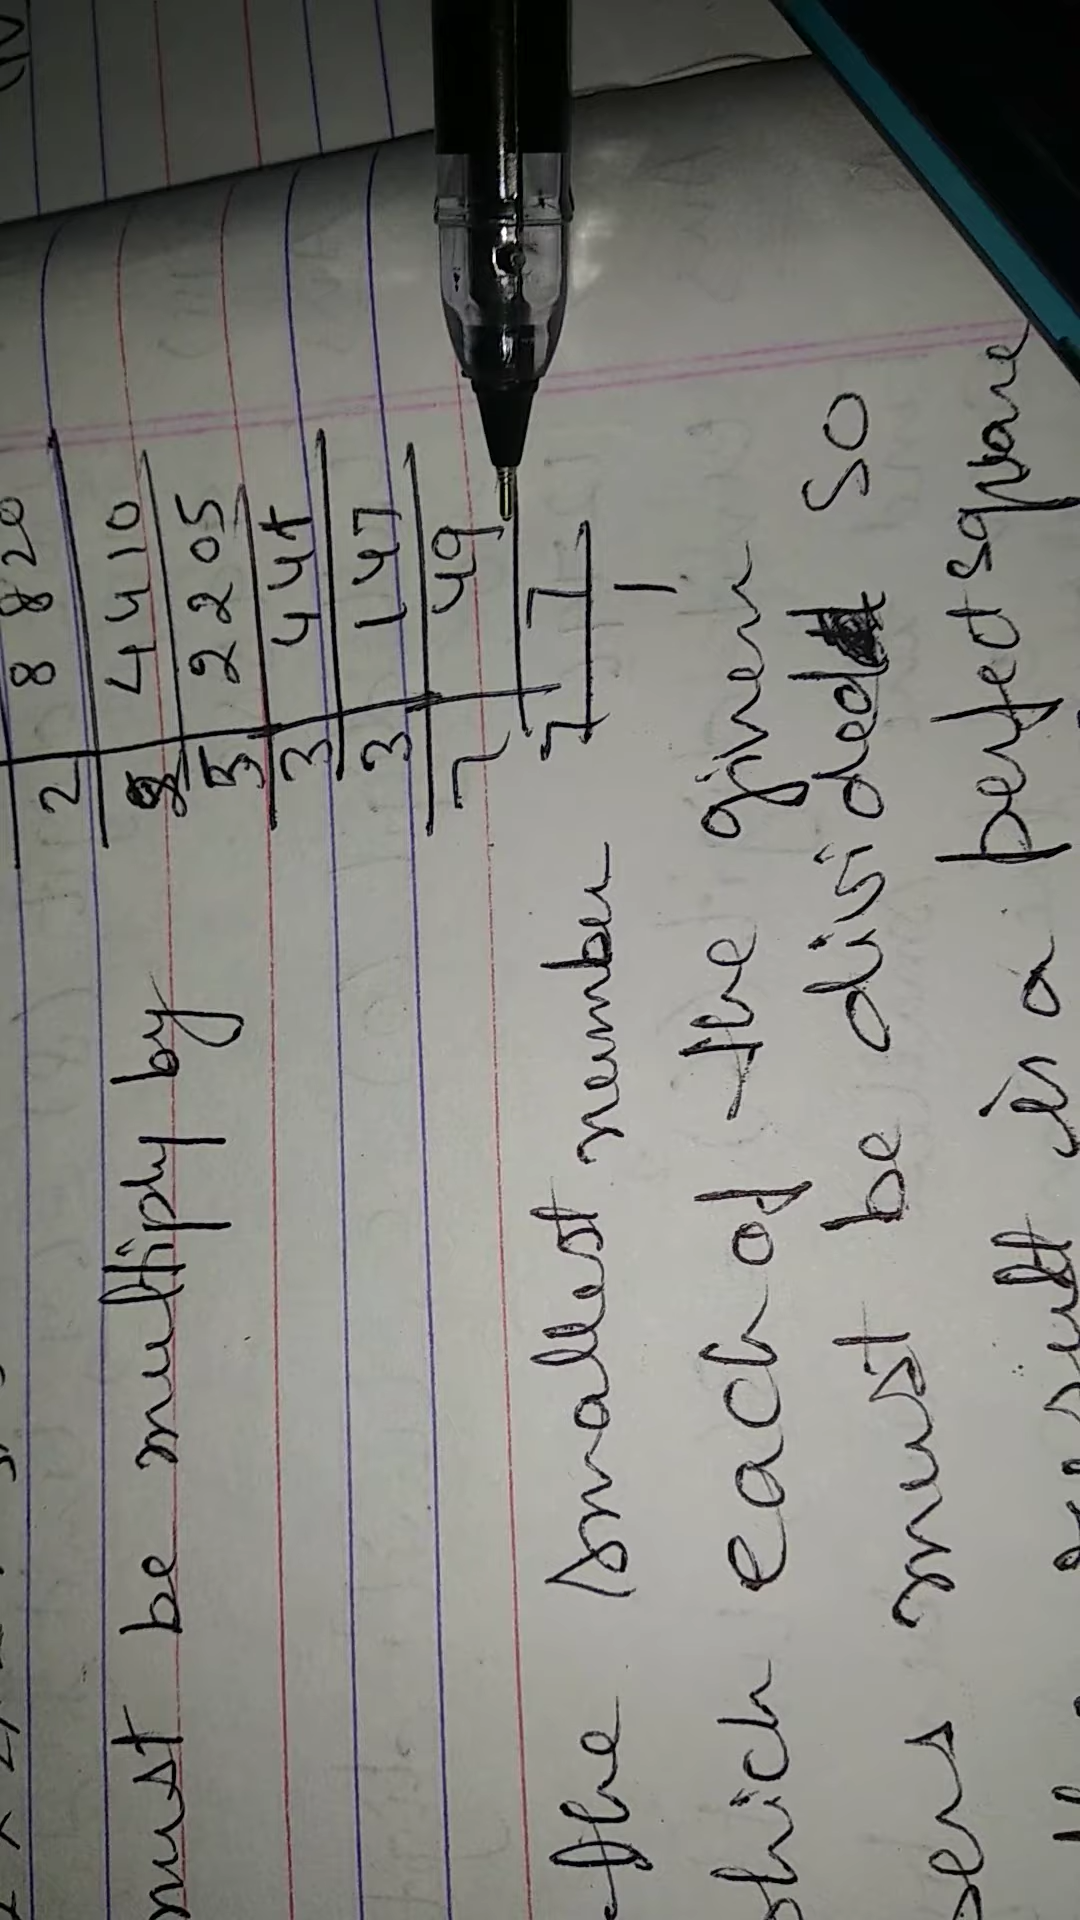 8820
2 | 4410
2 | 2205
5 | 441
3 | 147
3 | 49
7 | 7
7 | 1
must be multiply by
the smallest number
which each of the given
must be divided so
result is a perfect square